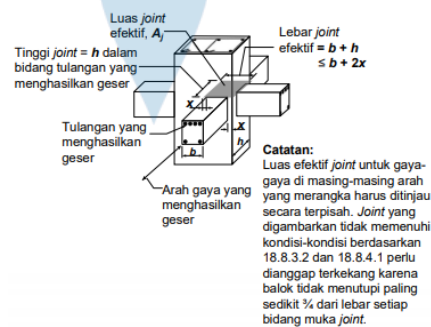 Luas joint
efektif, Aj
Tinggi joint = h dalam
bidang tulangan yang
menghasilkan geser
Lebar joint
efektif = b + h
≤ b + 2x
x
Tulangan yang
menghasilkan
geser
x
h
b
Arah gaya yang
menghasilkan
geser
Catatan:
Luas efektif joint untuk gaya-
gaya di masing-masing arah
yang merangka harus ditinjau
secara terpisah. Joint yang
digambarkan tidak memenuhi
kondisi-kondisi berdasarkan
18.8.3.2 dan 18.8.4.1 perlu
dianggap terkekang karena
balok tidak menutupi paling
sedikit ¾ dari lebar setiap
bidang muka joint.